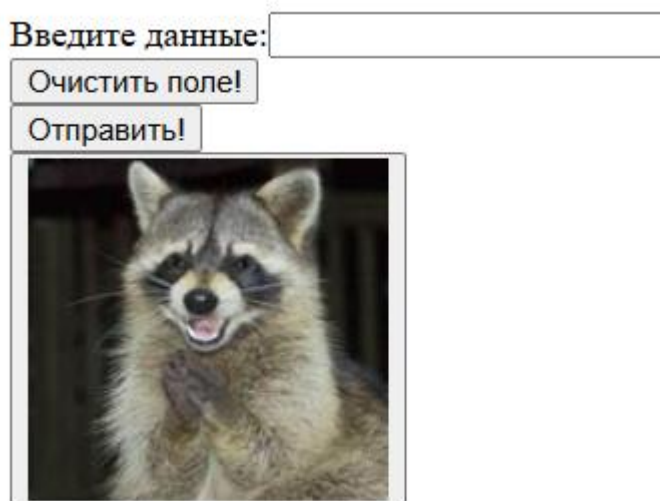 Введите данные:
Очистить поле!
Отправить!